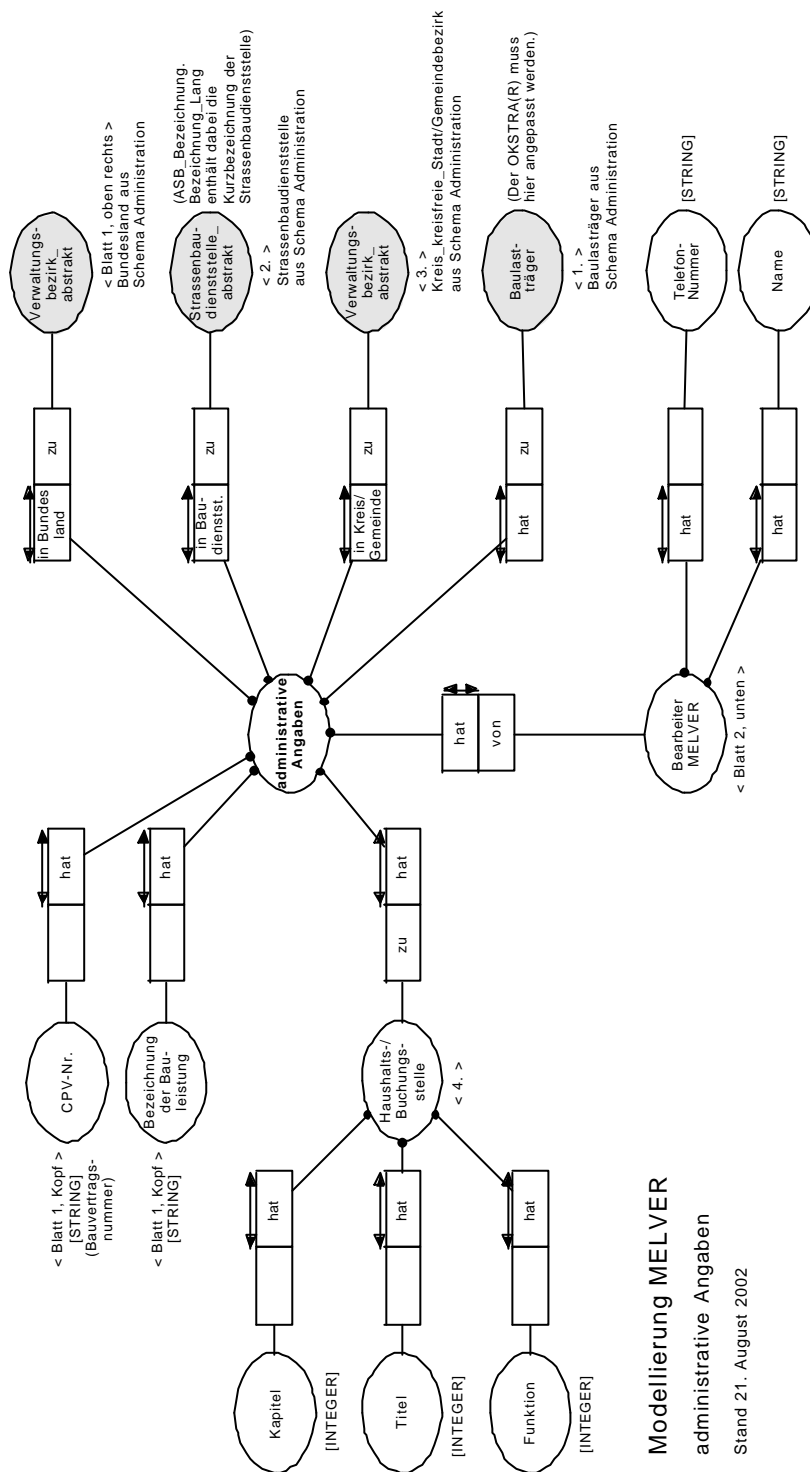 Verwaltungs-
bezirk_
abstrakt
< Blatt 1, oben rechts >
Bundesland aus
Schema Administration
zu
in Bundes
land
(ASB_Bezeichnung.
Bezeichnung_Lang
enthält dabei die
Kurzbezeichnung der
Strassenbaudienststelle)
Strassenbau-
dienststelle_
abstrakt
< 2. >
Strassenbaudienststelle
aus Schema Administration
zu
in Bau-
dienstst.
Verwaltungs-
bezirk_
abstrakt
< 3. >
Kreis_kreisfreie_Stadt/Gemeindebezirk
aus Schema Administration
zu
in Kreis/
Gemeinde
(Der OKSTRA(R) muss
hier angepasst werden.)
Baulast-
träger
< 1. >
Baulasträger aus
Schema Administration
zu
hat
[STRING]
Telefon-
Nummer
hat
[STRING]
Name
hat
administrative
Angaben
hat
von
Bearbeiter
MELVER
< Blatt 2, unten >
hat
CPV-Nr.
< Blatt 1, Kopf >
[STRING]
(Bauvertrags-
nummer)
hat
Bezeichnung
der Bau-
leistung
< Blatt 1, Kopf >
[STRING]
hat
zu
Haushalts-/
Buchungs-
stelle
< 4. >
hat
Kapitel
[INTEGER]
hat
Titel
[INTEGER]
hat
Funktion
[INTEGER]
Modellierung MELVER
administrative Angaben
Stand 21. August 2002